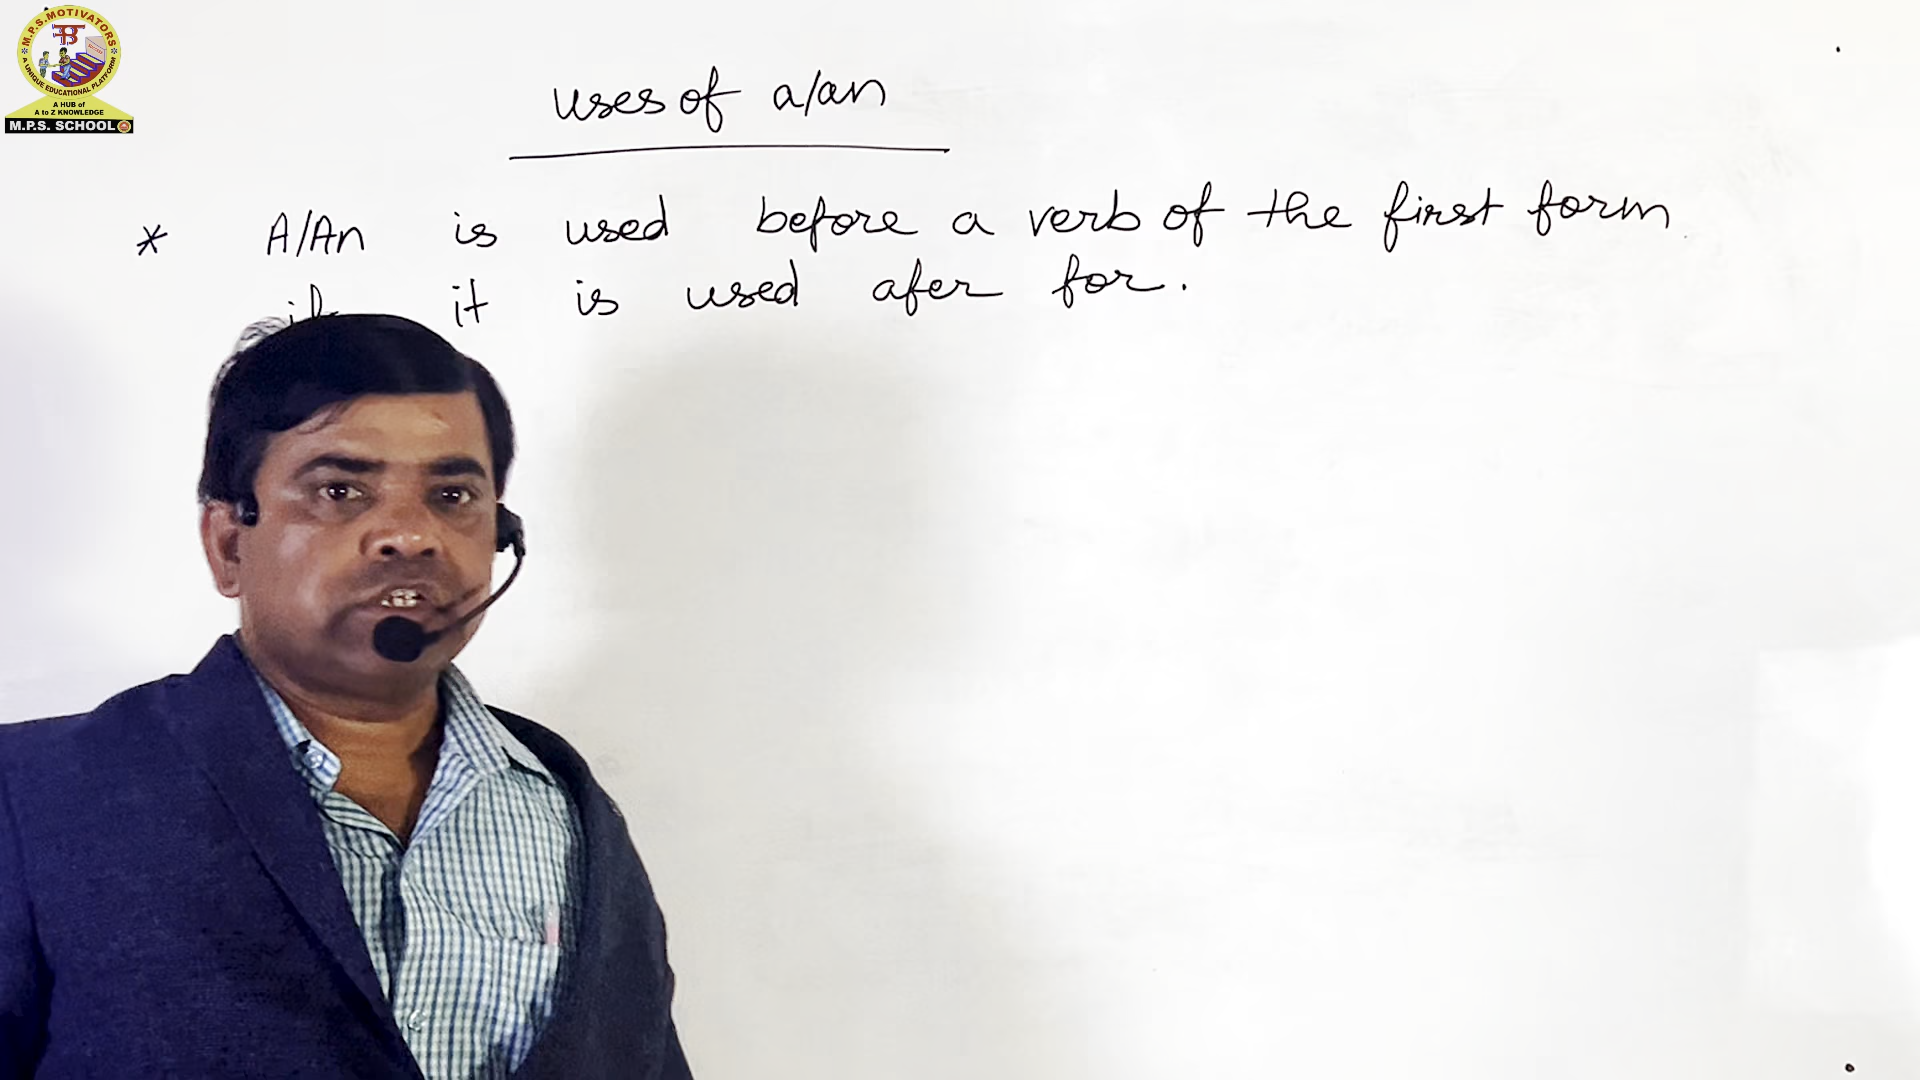 M.P.S. MOTIVATORS
A UNIQUE EDUCATIONAL PLATFORM
A HUB of
A to Z KNOWLEDGE
M.P.S. SCHOOL
uses of a/an
* A/An is used before a verb of the first form
if it is used afer for.